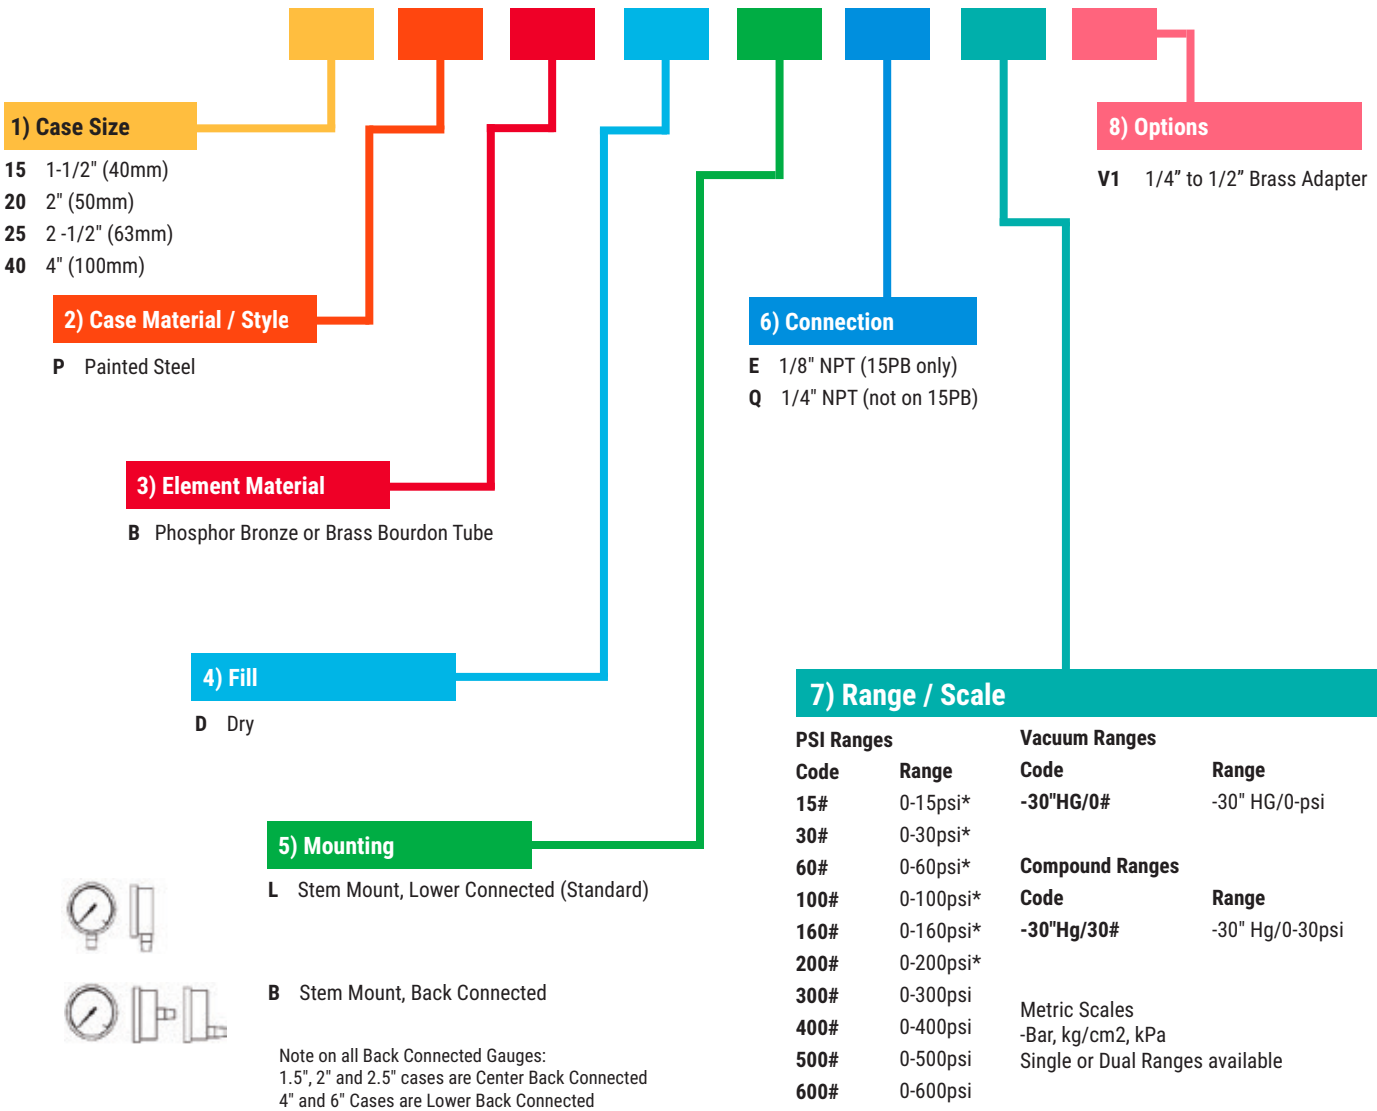 1) Case Size
15 1-1/2" (40mm)
20 2" (50mm)
25 2 -1/2" (63mm)
40 4" (100mm)
2) Case Material / Style
P Painted Steel
3) Element Material
B Phosphor Bronze or Brass Bourdon Tube
4) Fill
D Dry
5) Mounting
L Stem Mount, Lower Connected (Standard)
B Stem Mount, Back Connected
Note on all Back Connected Gauges:
1.5", 2" and 2.5" cases are Center Back Connected
4" and 6" Cases are Lower Back Connected
6) Connection
E 1/8" NPT (15PB only)
Q 1/4" NPT (not on 15PB)
7) Range / Scale
PSI Ranges
Code Range
15# 0-15psi*
30# 0-30psi*
60# 0-60psi*
100# 0-100psi*
160# 0-160psi*
200# 0-200psi*
300# 0-300psi
400# 0-400psi
500# 0-500psi
600# 0-600psi
Vacuum Ranges
Code Range
-30"HG/0# -30" HG/0-psi
Compound Ranges
Code Range
-30"Hg/30# -30" Hg/0-30psi
Metric Scales
-Bar, kg/cm2, kPa
Single or Dual Ranges available
8) Options
V1 1/4” to 1/2” Brass Adapter